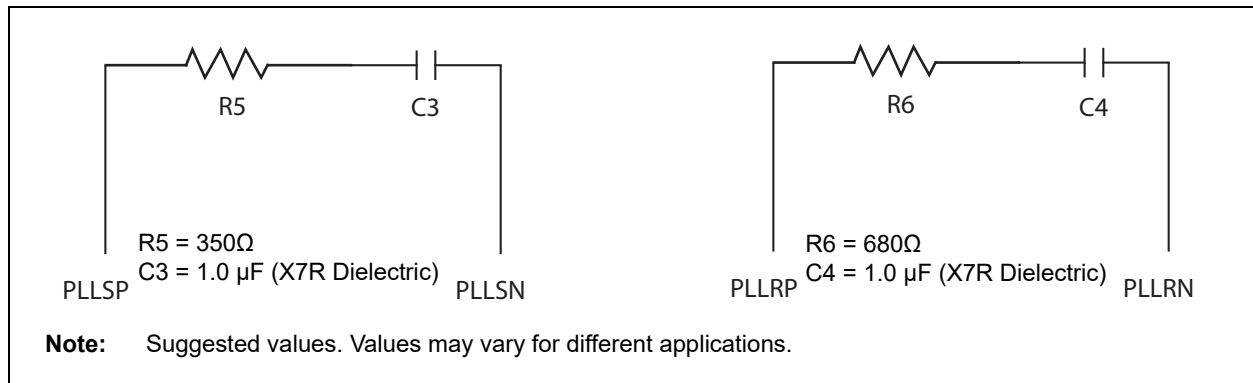 R5
C3
R5 = 350Ω
C3 = 1.0 µF (X7R Dielectric)
PLLSP
PLLSN
R6
C4
R6 = 680Ω
C4 = 1.0 µF (X7R Dielectric)
PLLRP
PLLRN
Note: Suggested values. Values may vary for different applications.